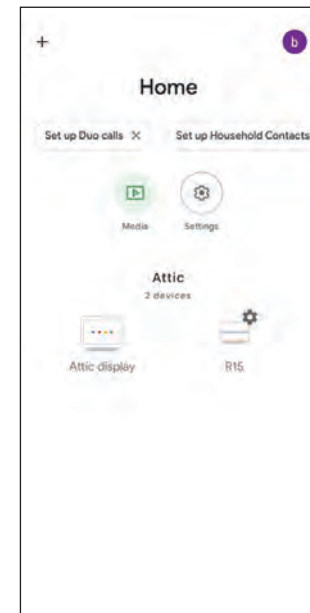 +
b
Home
Set up Duo calls ×
Set up Household Contacts
Media
Settings
Attic
2 devices
Attic display
R15